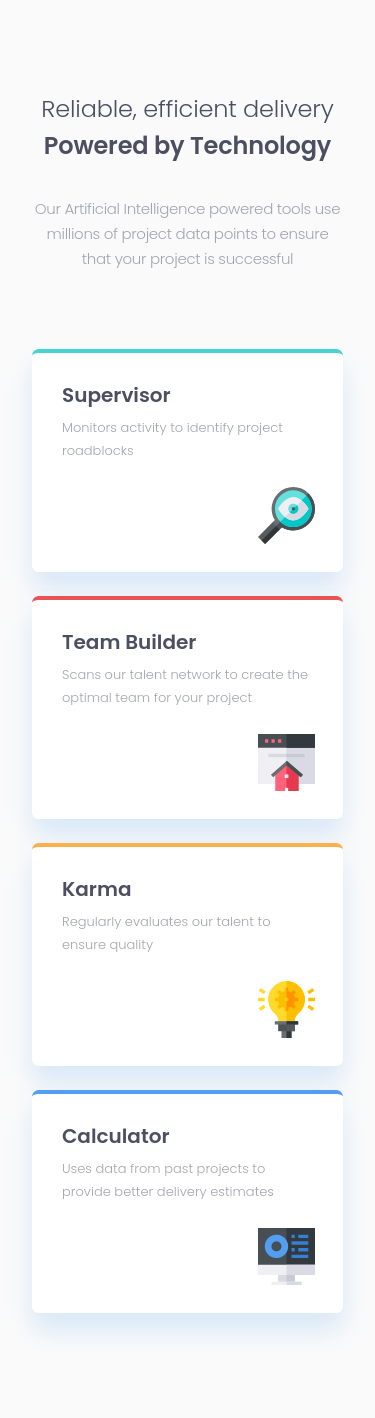 Reliable, efficient delivery
Powered by Technology
Our Artificial Intelligence powered tools use
millions of project data points to ensure
that your project is successful
Supervisor
Monitors activity to identify project
roadblocks
Team Builder
Scans our talent network to create the
optimal team for your project
Karma
Regularly evaluates our talent to
ensure quality
Calculator
Uses data from past projects to
provide better delivery estimates